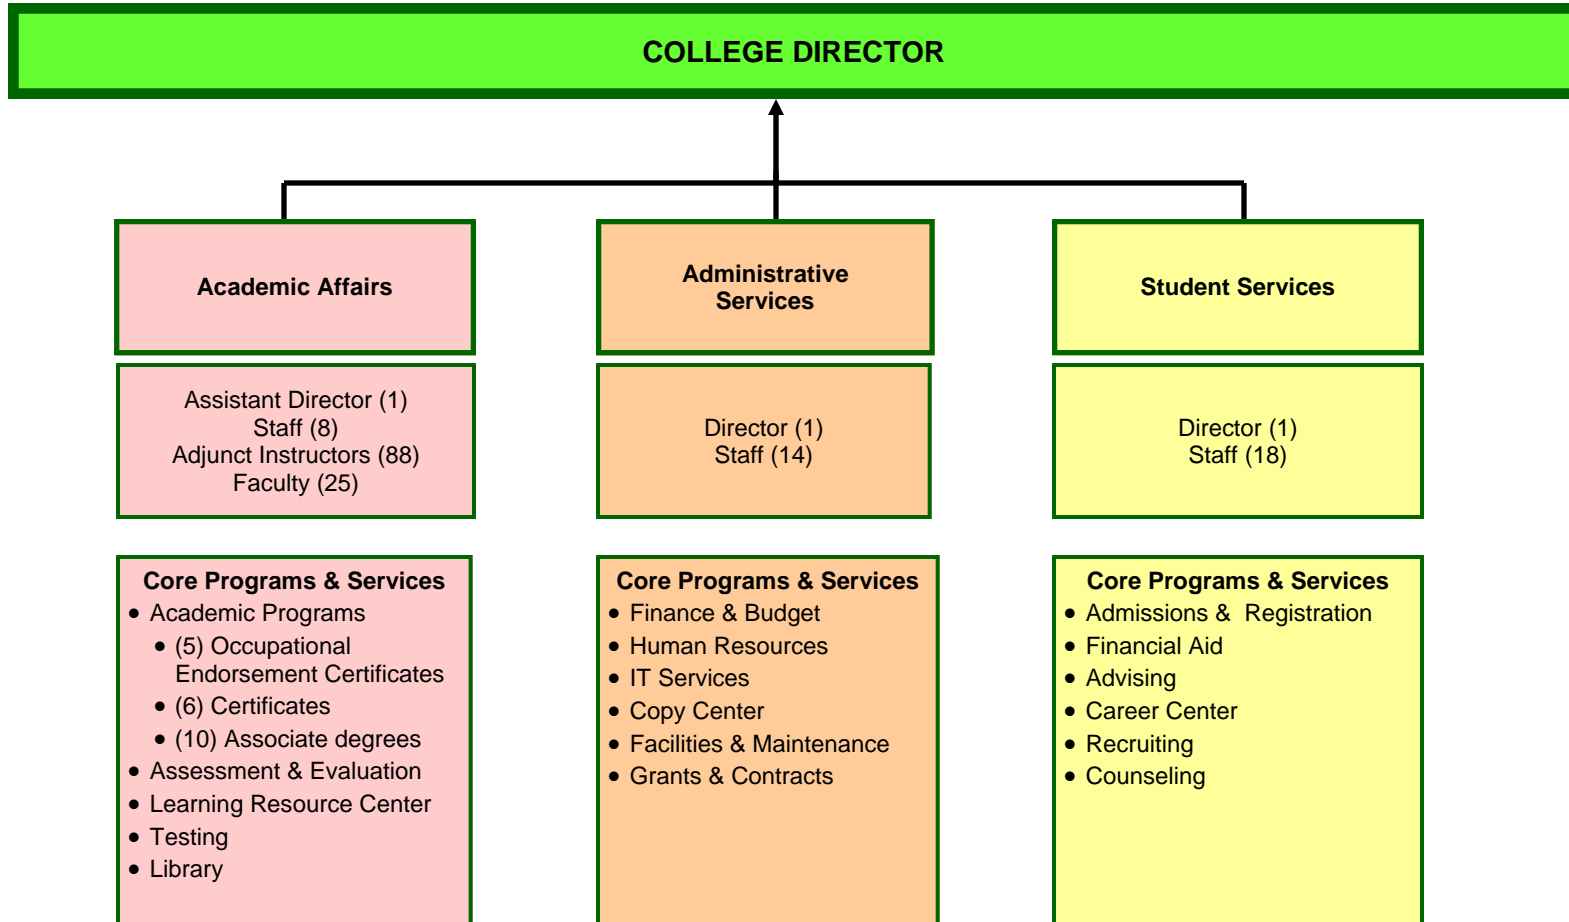 COLLEGE DIRECTOR
Academic Affairs
Assistant Director (1)
Staff (8)
Adjunct Instructors (88)
Faculty (25)
Core Programs & Services
• Academic Programs
• (5) Occupational
Endorsement Certificates
• (6) Certificates
• (10) Associate degrees
• Assessment & Evaluation
• Learning Resource Center
• Testing
• Library
Administrative
Services
Director (1)
Staff (14)
Core Programs & Services
• Finance & Budget
• Human Resources
• IT Services
• Copy Center
• Facilities & Maintenance
• Grants & Contracts
Student Services
Director (1)
Staff (18)
Core Programs & Services
• Admissions &  Registration
• Financial Aid
• Advising
• Career Center
• Recruiting
• Counseling